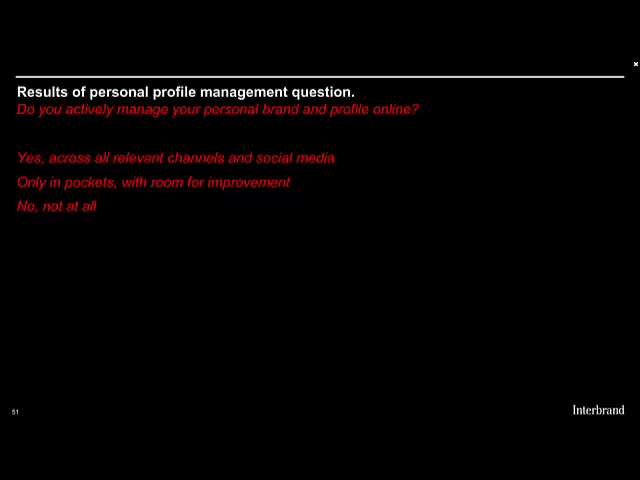 Results of personal profile management question.
Do you actively manage your personal brand and profile online?
Yes, across all relevant channels and social media
Only in pockets, with room for improvement
No, not at all
51
Interbrand